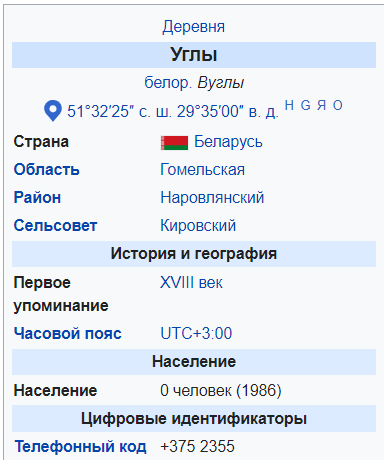 Деревня
Углы
белор. Вуглы
51°32′25″ с. ш. 29°35′00″ в. д. H G Я O
Страна Беларусь
Область Гомельская
Район Наровлянский
Сельсовет Кировский
История и география
Первое XVIII век
упоминание
Часовой пояс UTC+3:00
Население
Население 0 человек (1986)
Цифровые идентификаторы
Телефонный код +375 2355